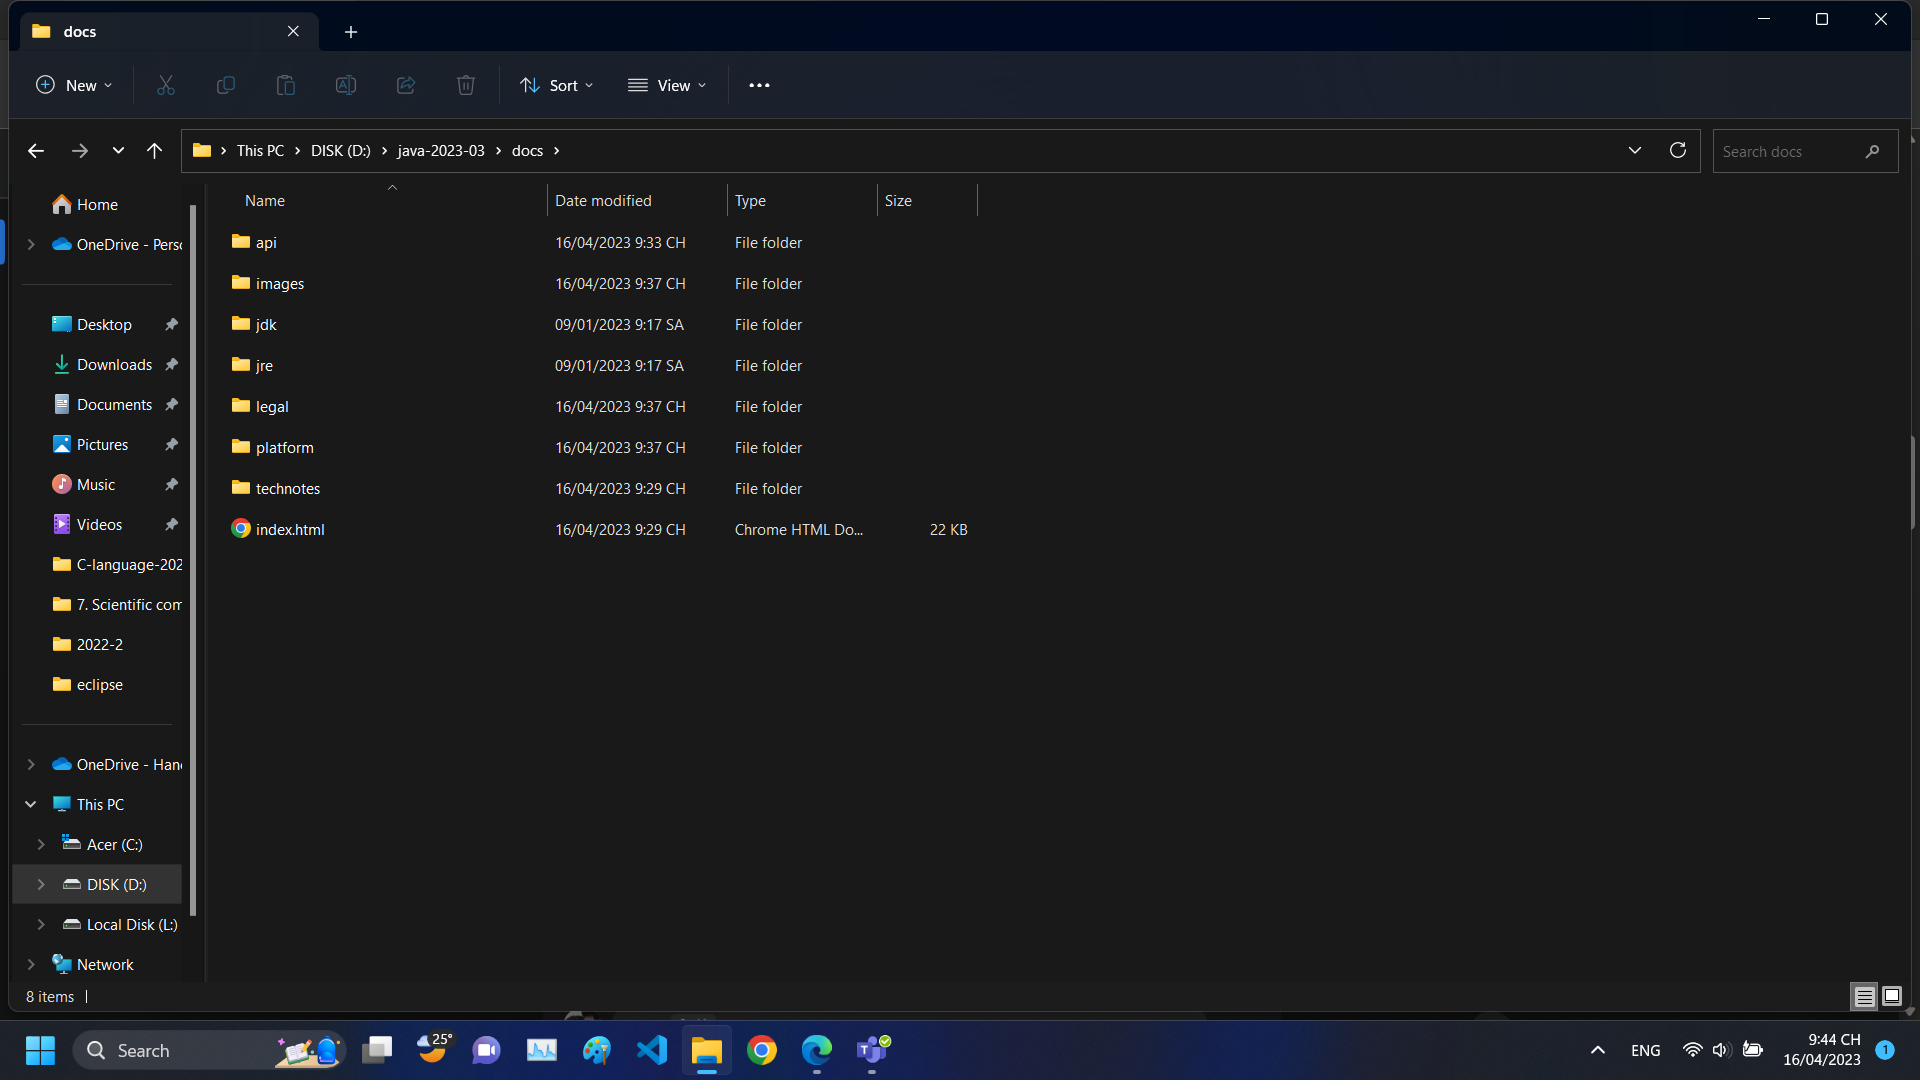 docs
New
Sort
View
This PC
DISK (D:)
java-2023-03
docs
Search docs
Home
OneDrive - Perso
Desktop
Downloads
Documents
Pictures
Music
Videos
C-language-202
7. Scientific com
2022-2
eclipse
OneDrive - Hano
This PC
Acer (C:)
DISK (D:)
Local Disk (L:)
Network
Name Date modified Type Size
api 16/04/2023 9:33 CH File folder
images 16/04/2023 9:37 CH File folder
jdk 09/01/2023 9:17 SA File folder
jre 09/01/2023 9:17 SA File folder
legal 16/04/2023 9:37 CH File folder
platform 16/04/2023 9:37 CH File folder
technotes 16/04/2023 9:29 CH File folder
index.html 16/04/2023 9:29 CH Chrome HTML Do... 22 KB
8 items
Search
25°
ENG
9:44 CH
16/04/2023
1